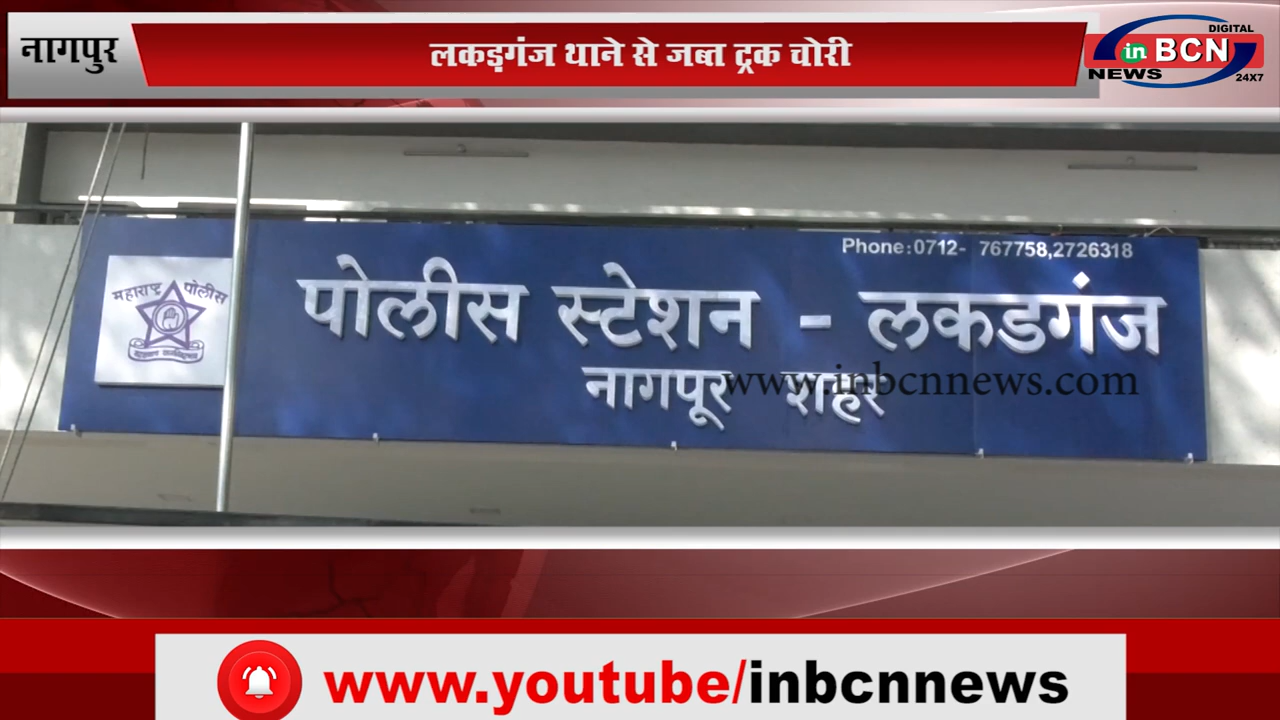 नागपुर
लकड़गंज थाने से जब्त ट्रक चोरी
DIGITAL
in BCN
NEWS
24X7
Phone:0712- 767758,2726318
महाराष्ट्र पोलीस
पोलीस स्टेशन - लकडगंज
नागपूर शहर
www.inbcnnews.com
www.youtube/inbcnnews